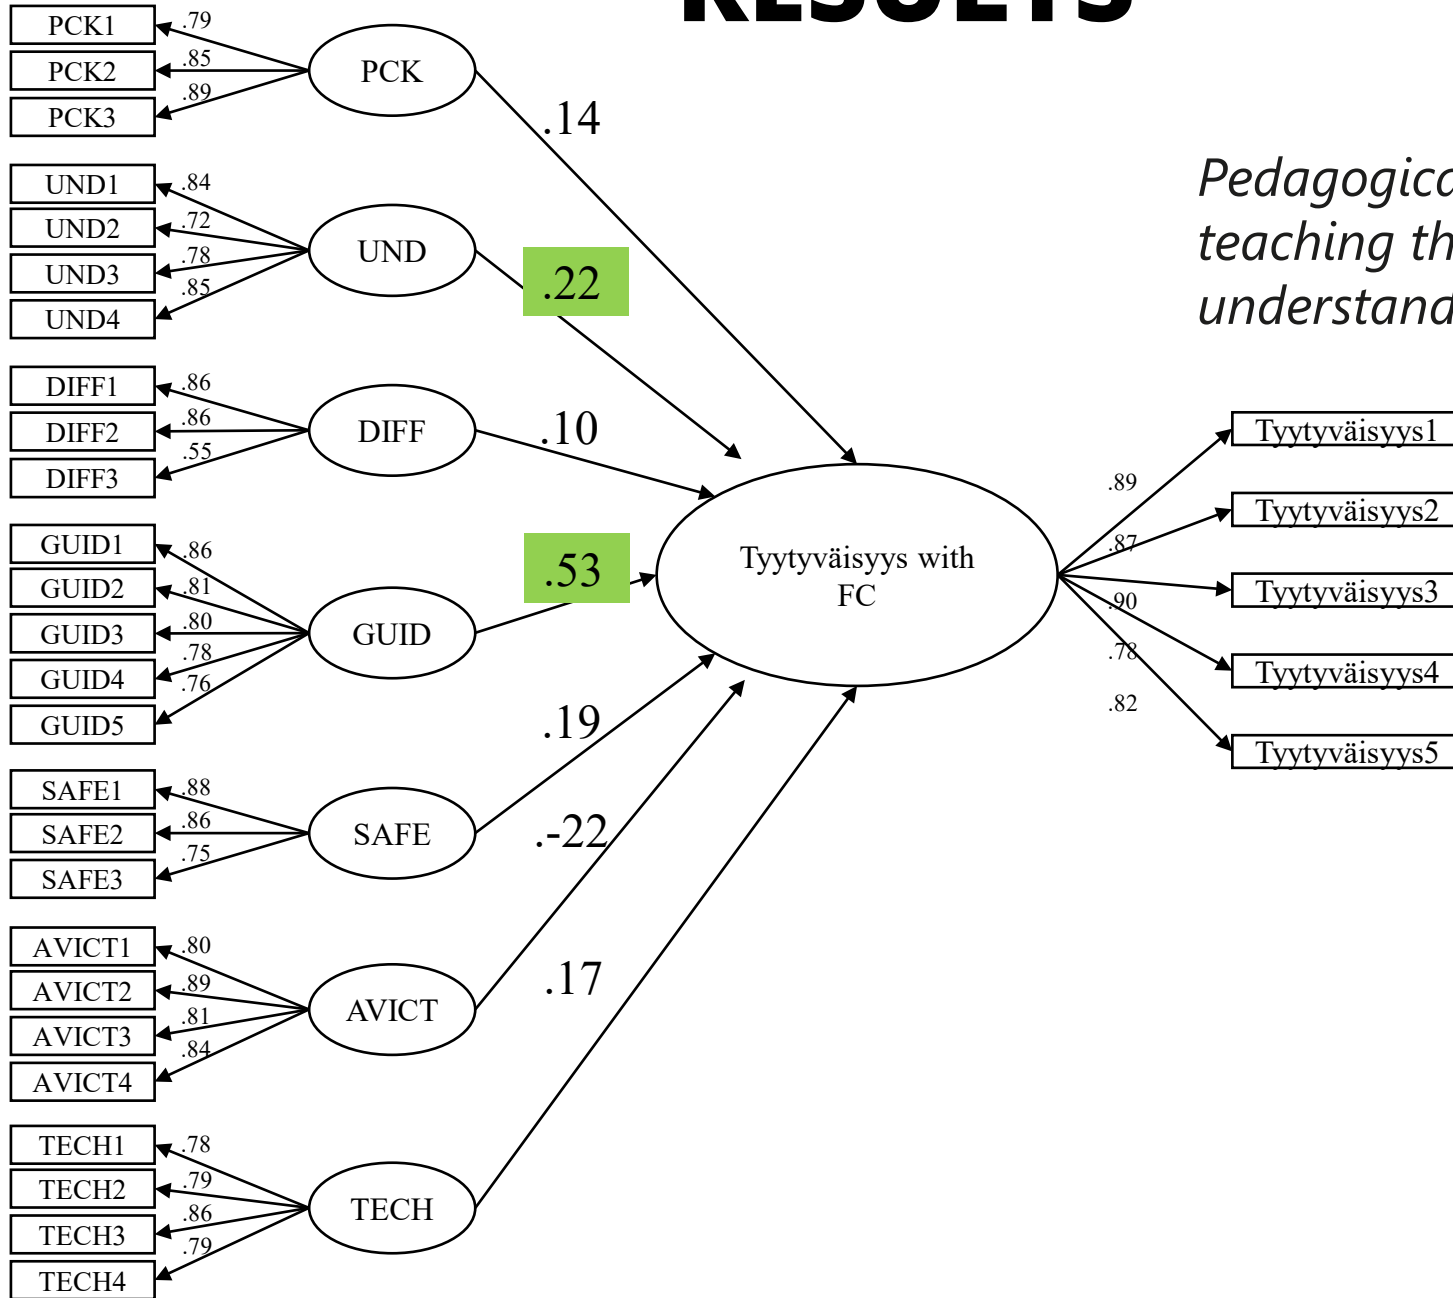 RESULTS
PCK1
PCK2
PCK3
.79
.85
.89
PCK
.14
UND1
UND2
UND3
UND4
.84
.72
.78
.85
UND
.22
DIFF1
DIFF2
DIFF3
.86
.86
.55
DIFF
.10
GUID1
GUID2
GUID3
GUID4
GUID5
.86
.81
.80
.78
.76
GUID
.53
SAFE1
SAFE2
SAFE3
.88
.86
.75
SAFE
.19
AVICT1
AVICT2
AVICT3
AVICT4
.80
.89
.81
.84
AVICT
.-22
TECH1
TECH2
TECH3
TECH4
.78
.79
.86
.79
TECH
.17
Tyytyväisyys with
FC
teaching
.89
.87
.90
.78
.82
Tyytyväisyys1
Tyytyväisyys2
Tyytyväisyys3
Tyytyväisyys4
Tyytyväisyys5